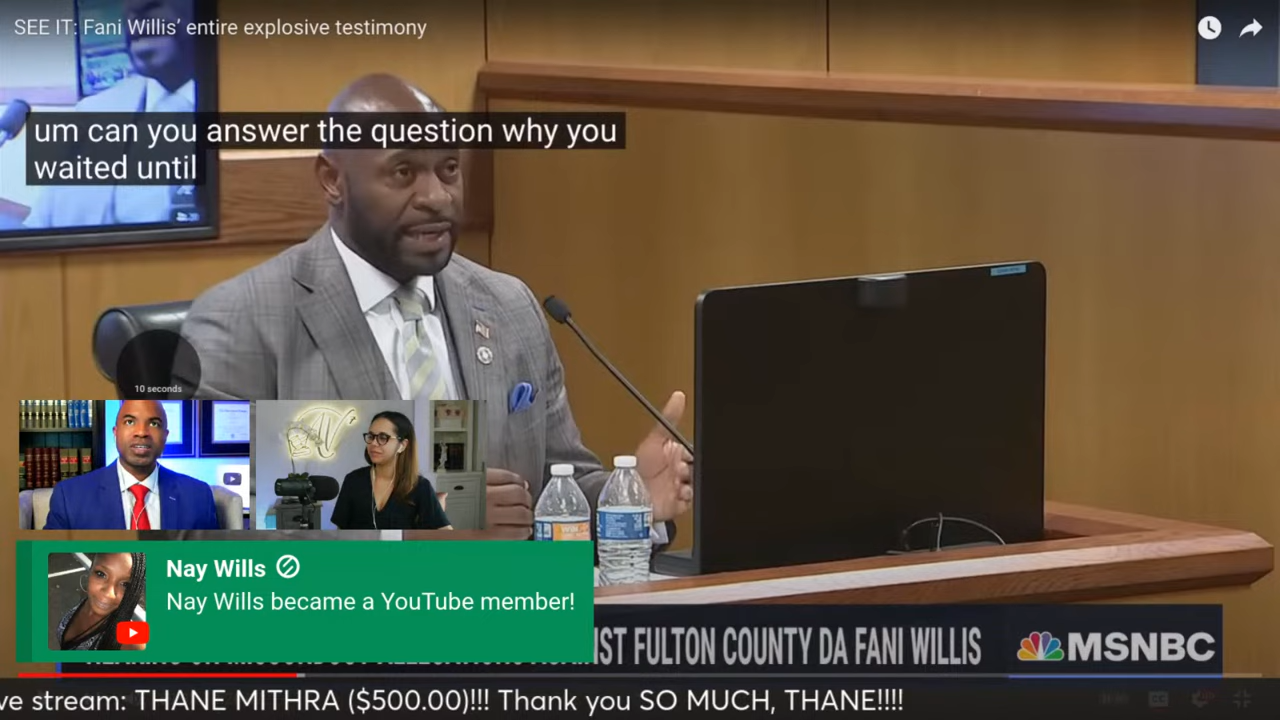 SEE IT: Fani Willis’ entire explosive testimony
um can you answer the question why you
waited until
10 seconds
Nay Wills
Nay Wills became a YouTube member!
ST FULTON COUNTY DA FANI WILLIS
MSNBC
ve stream: THANE MITHRA ($500.00)!!! Thank you SO MUCH, THANE!!!!